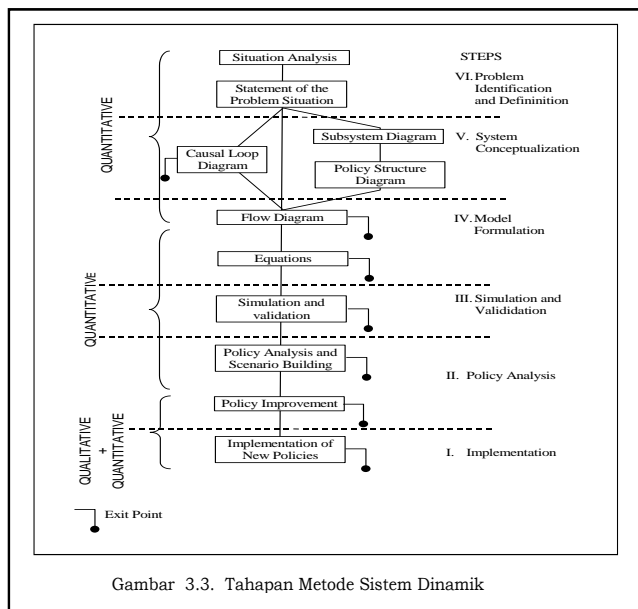 Situation Analysis
STEPS
Statement of the
Problem Situation
VI. Problem
Identification
and Defininition
QUANTITATIVE
Causal Loop
Diagram
Subsystem Diagram
Policy Structure
Diagram
V. System
Conceptualization
Flow Diagram
IV. Model
Formulation
Equations
QUANTITATIVE
Simulation and
validation
III. Simulation and
Valididation
Policy Analysis and
Scenario Building
II. Policy Analysis
Policy Improvement
QUALITATIVE
+
QUANTITATIVE
Implementation of
New Policies
I. Implementation
Exit Point
Gambar 3.3. Tahapan Metode Sistem Dinamik